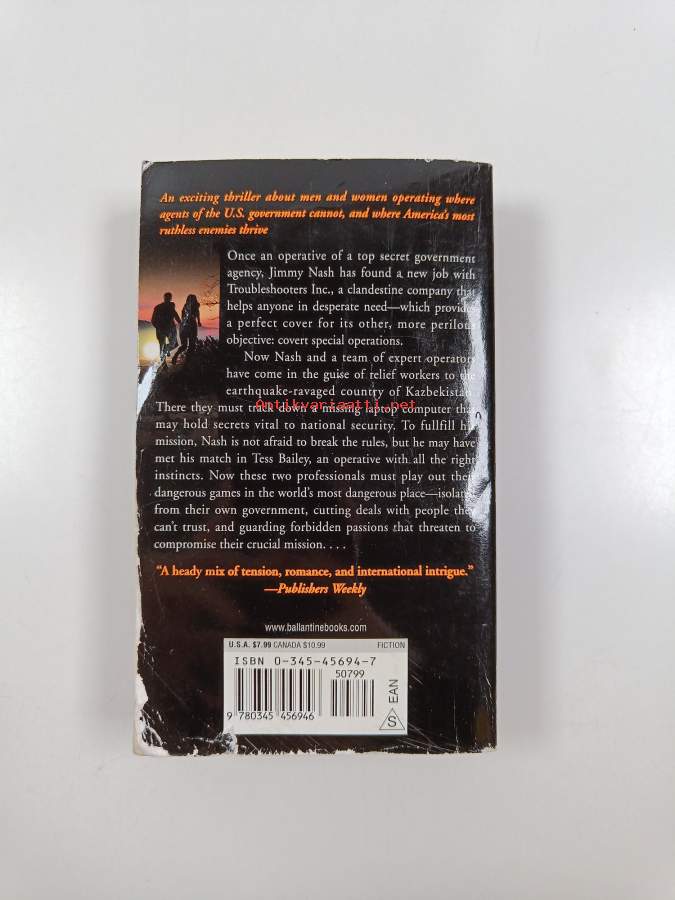 An exciting thriller about men and women operating where
agents of the U.S. government cannot, and where America's most
ruthless enemies thrive
Once an operative of a top secret government
agency, Jimmy Nash has found a new job with
Troubleshooters Inc., a clandestine company that
helps anyone in desperate need—which provides
a perfect cover for its other, more perilous
objective: covert special operations.
Now Nash and a team of expert operators
have come in the guise of relief workers to the
earthquake-ravaged country of Kazbekistan.
Antikvariaatti.net
There they must track down a missing laptop computer that
may hold secrets vital to national security. To fullfill his
mission, Nash is not afraid to break the rules, but he may have
met his match in Tess Bailey, an operative with all the right
instincts. Now these two professionals must play out their
dangerous games in the world's most dangerous place—isolated
from their own government, cutting deals with people they
can't trust, and guarding forbidden passions that threaten to
compromise their crucial mission. . . .
"A heady mix of tension, romance, and international intrigue."
—Publishers Weekly
www.ballantinebooks.com
U.S.A. $7.99 CANADA $10.99 FICTION
ISBN 0-345-45694-7
50799
9 780345 456946
EAN
S